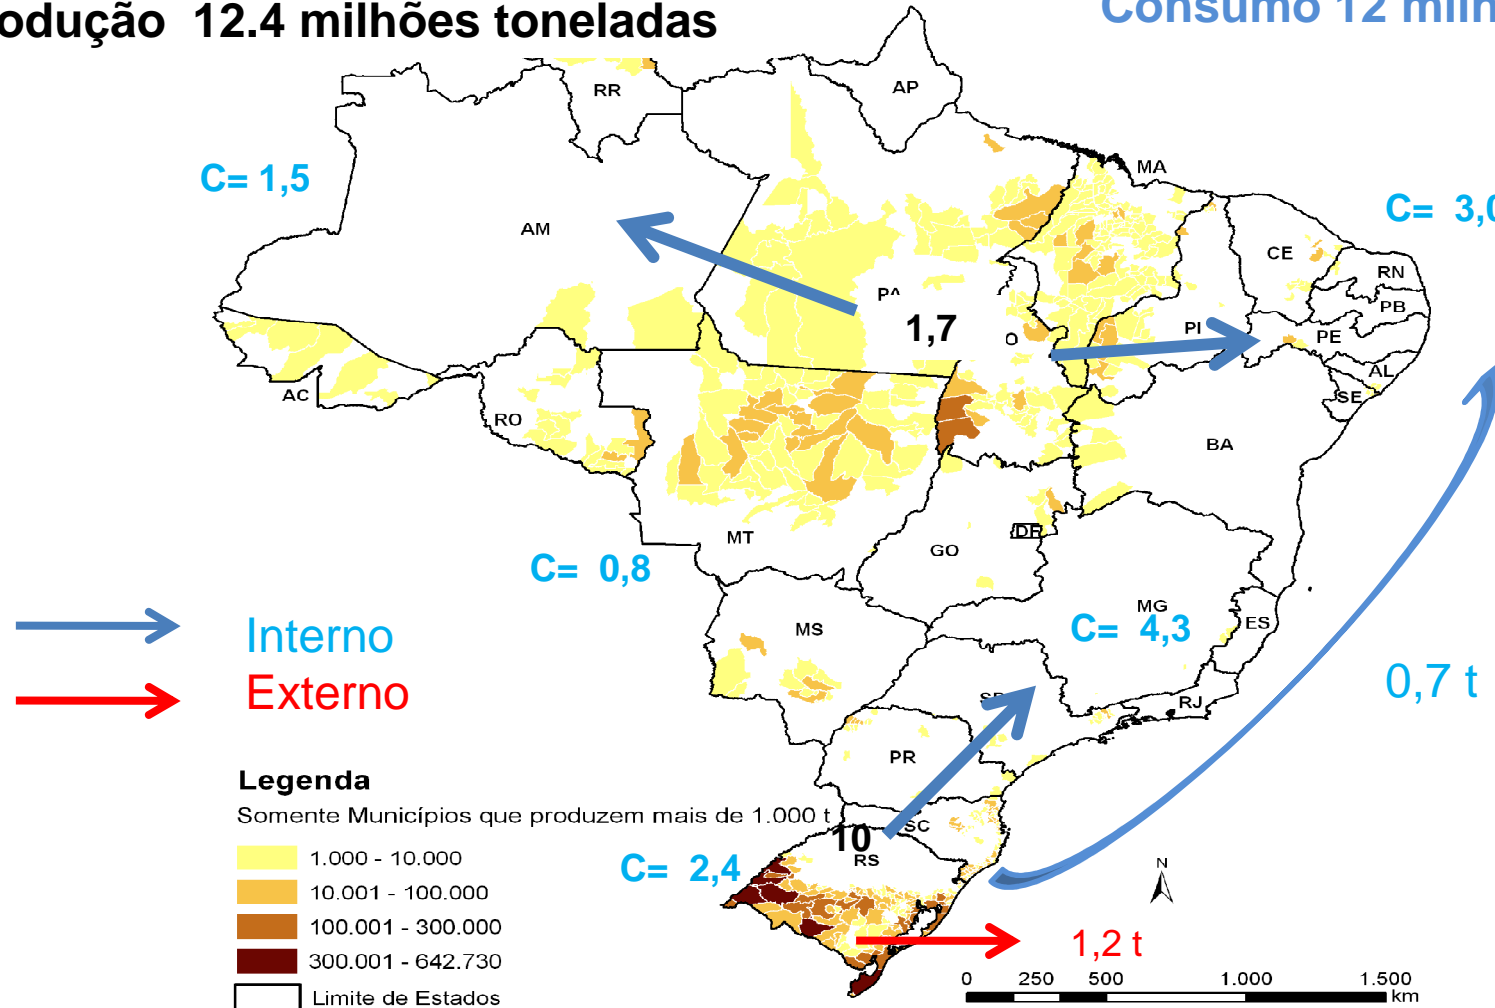 odução 12.4 milhões toneladas
Consumo 12 milh
RR
AP
C= 1,5
MA
C= 3,0
AM
CE
RN
PA
PB
1,7
O
PI
PE
AL
AC
SE
RO
BA
MT
GO
DF
C= 0,8
MG
C= 4,3
ES
MS
Interno
Externo
0,7 t
SP
RJ
PR
Legenda
Somente Municípios que produzem mais de 1.000 t
SC
10
RS
C= 2,4
N
1.000 - 10.000
10.001 - 100.000
100.001 - 300.000
300.001 - 642.730
Limite de Estados
1,2 t
0 250 500 1.000 1.500
km